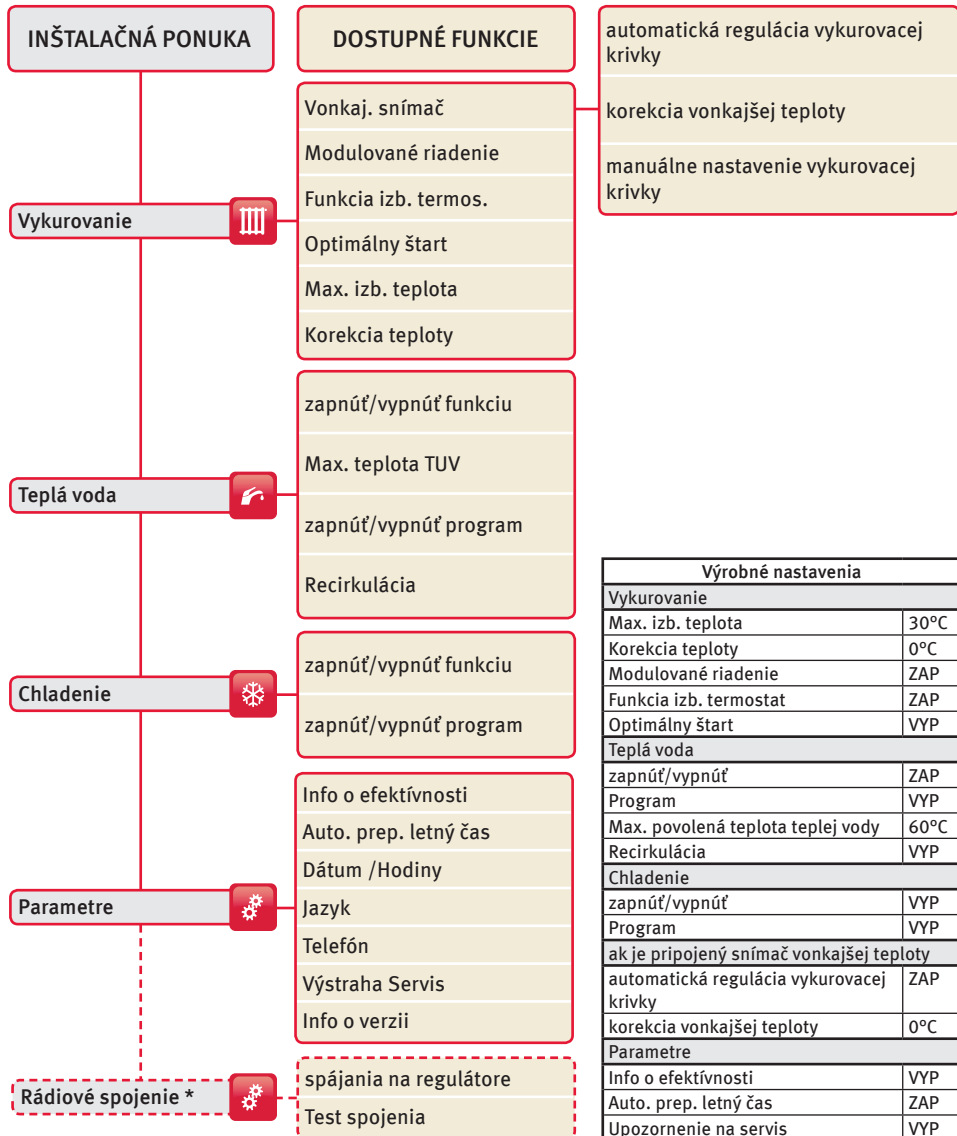 INŠTALAČNÁ PONUKA
DOSTUPNÉ FUNKCIE
automatická regulácia vykurovacej
krivky
korekcia vonkajšej teploty
manuálne nastavenie vykurovacej
krivky
Vykurovanie
Vonkaj. snímač
Modulované riadenie
Funkcia izb. termos.
Optimálny štart
Max. izb. teplota
Korekcia teploty
Teplá voda
zapnúť/vypnúť funkciu
Max. teplota TUV
zapnúť/vypnúť program
Recirkulácia
Chladenie
zapnúť/vypnúť funkciu
zapnúť/vypnúť program
Parametre
Info o efektívnosti
Auto. prep. letný čas
Dátum /Hodiny
Jazyk
Telefón
Výstraha Servis
Info o verzii
Rádiové spojenie *
spájania na regulátore
Test spojenia
Výrobné nastavenia
Vykurovanie
Max. izb. teplota 30°C
Korekcia teploty 0°C
Modulované riadenie ZAP
Funkcia izb. termostat ZAP
Optimálny štart VYP
Teplá voda
zapnúť/vypnúť ZAP
Program VYP
Max. povolená teplota teplej vody 60°C
Recirkulácia VYP
Chladenie
zapnúť/vypnúť VYP
Program VYP
ak je pripojený snímač vonkajšej teploty
automatická regulácia vykurovacej ZAP
krivky
korekcia vonkajšej teploty 0°C
Parametre
Info o efektívnosti VYP
Auto. prep. letný čas ZAP
Upozornenie na servis VYP